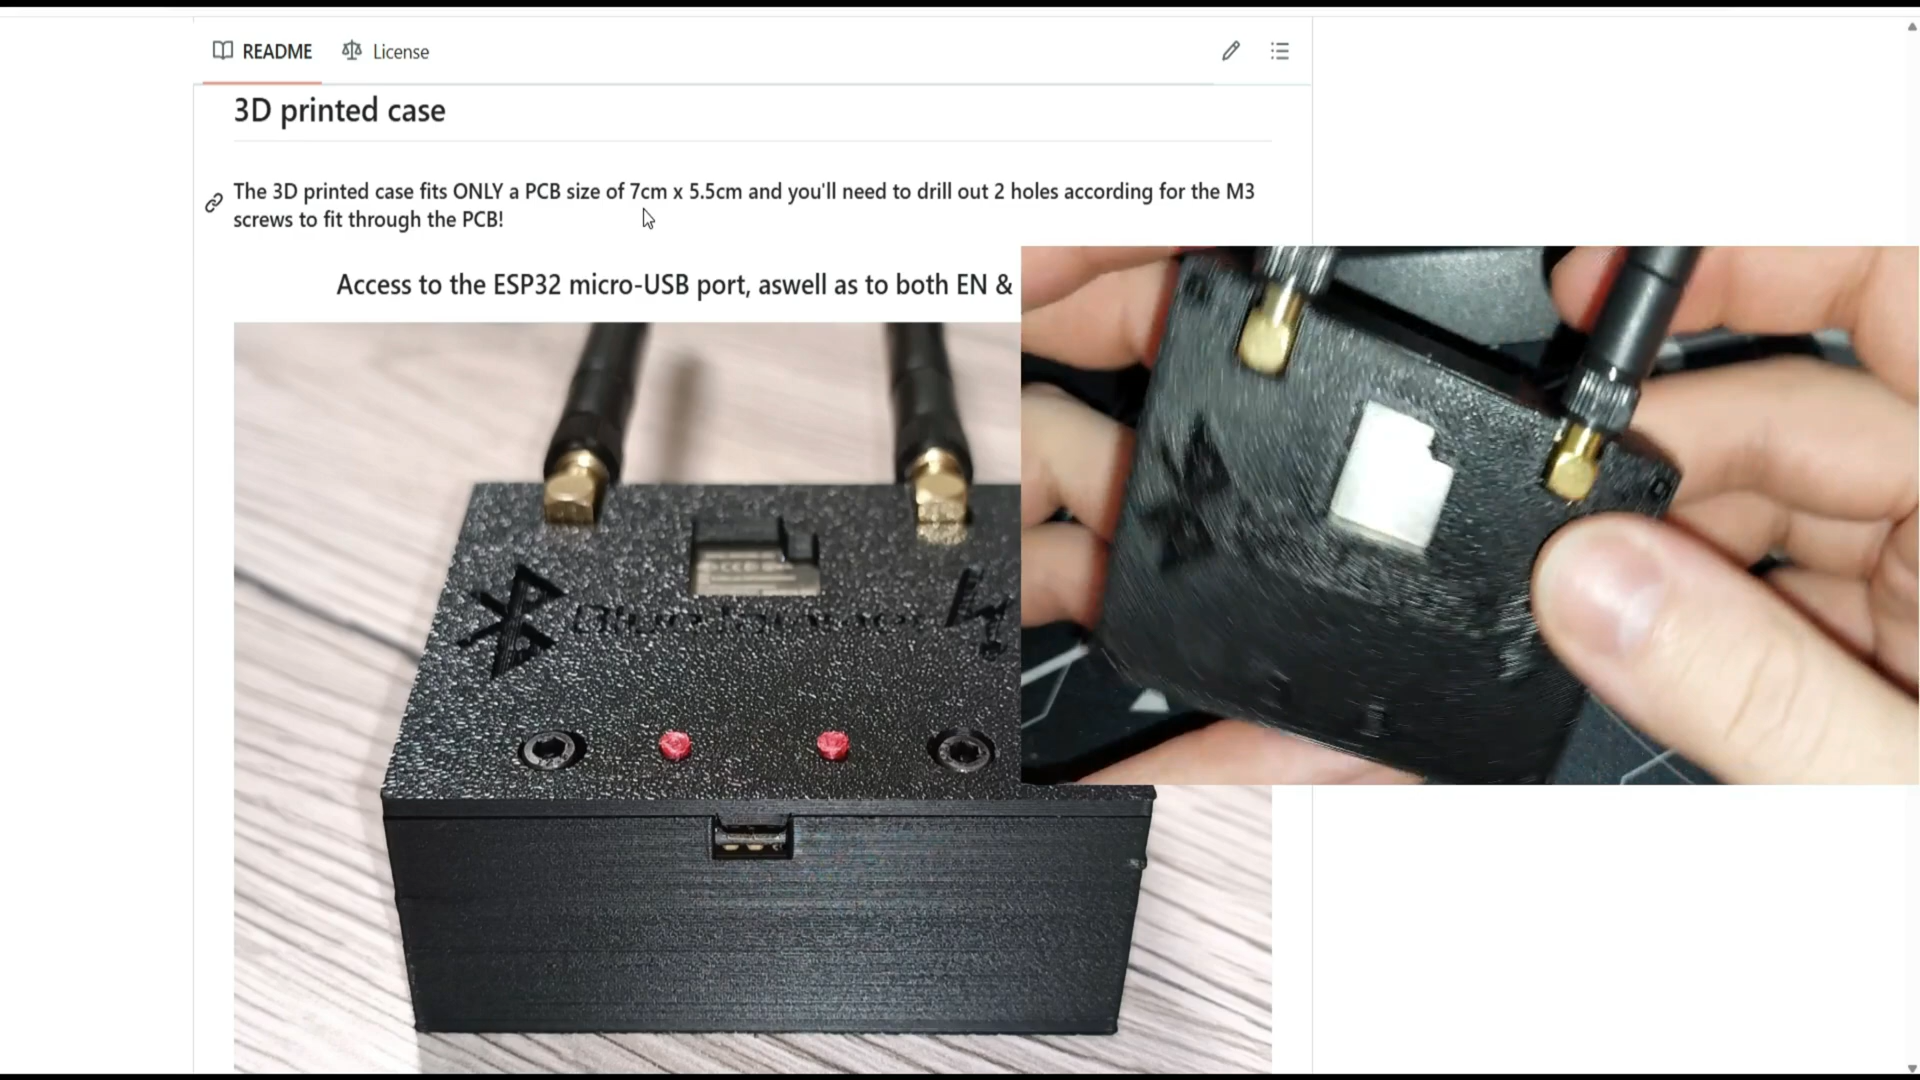 README
License
3D printed case
The 3D printed case fits ONLY a PCB size of 7cm x 5.5cm and you'll need to drill out 2 holes according for the M3
screws to fit through the PCB!
Access to the ESP32 micro-USB port, aswell as to both EN &